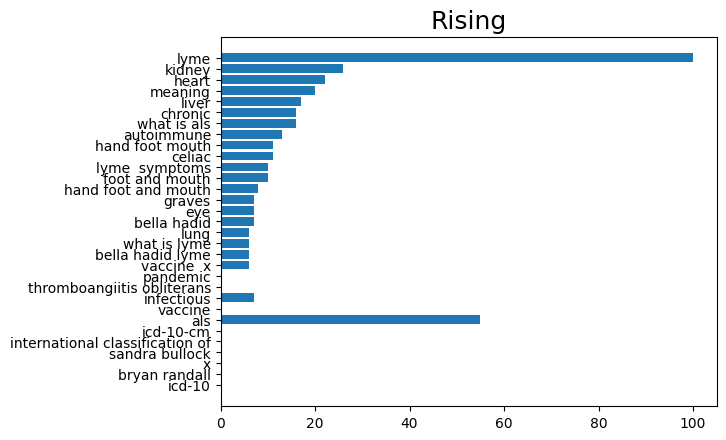 Rising
lyme
kidney
heart
meaning
liver
chronic
what is als
autoimmune
hand foot mouth
celiac
lyme  symptoms
foot and mouth
hand foot and mouth
graves
eye
bella hadid
lung
what is lyme
bella hadid lyme
vaccine  x
pandemic
thromboangiitis obliterans
infectious
vaccine
als
icd-10-cm
international classification of
sandra bullock
x
bryan randall
icd-10
0 20 40 60 80 100